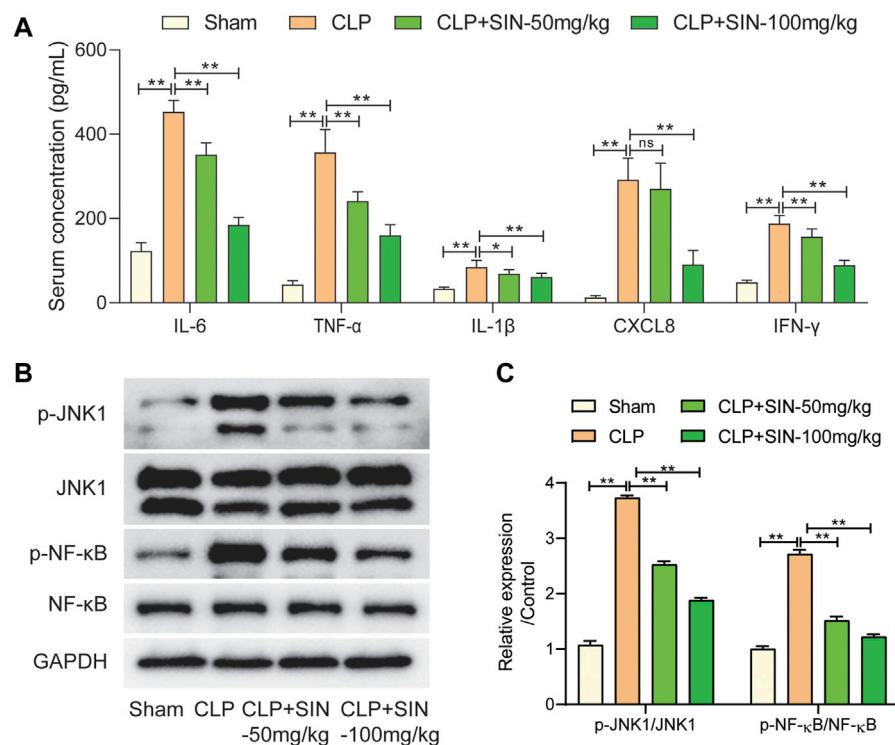 A
Sham CLP CLP+SIN-50mg/kg CLP+SIN-100mg/kg
Serum concentration (pg/mL)
600
400
200
0
** ** **
** ** **
** * **
** ns **
** ** **
IL-6 TNF-α IL-1β CXCL8 IFN-γ
B
p-JNK1
JNK1
p-NF-κB
NF-κB
GAPDH
Sham CLP CLP+SIN CLP+SIN
-50mg/kg -100mg/kg
C
Sham CLP+SIN-50mg/kg
CLP CLP+SIN-100mg/kg
Relative expression
/Control
4
3
2
1
0
** ** **
** ** **
p-JNK1/JNK1 p-NF-κB/NF-κB